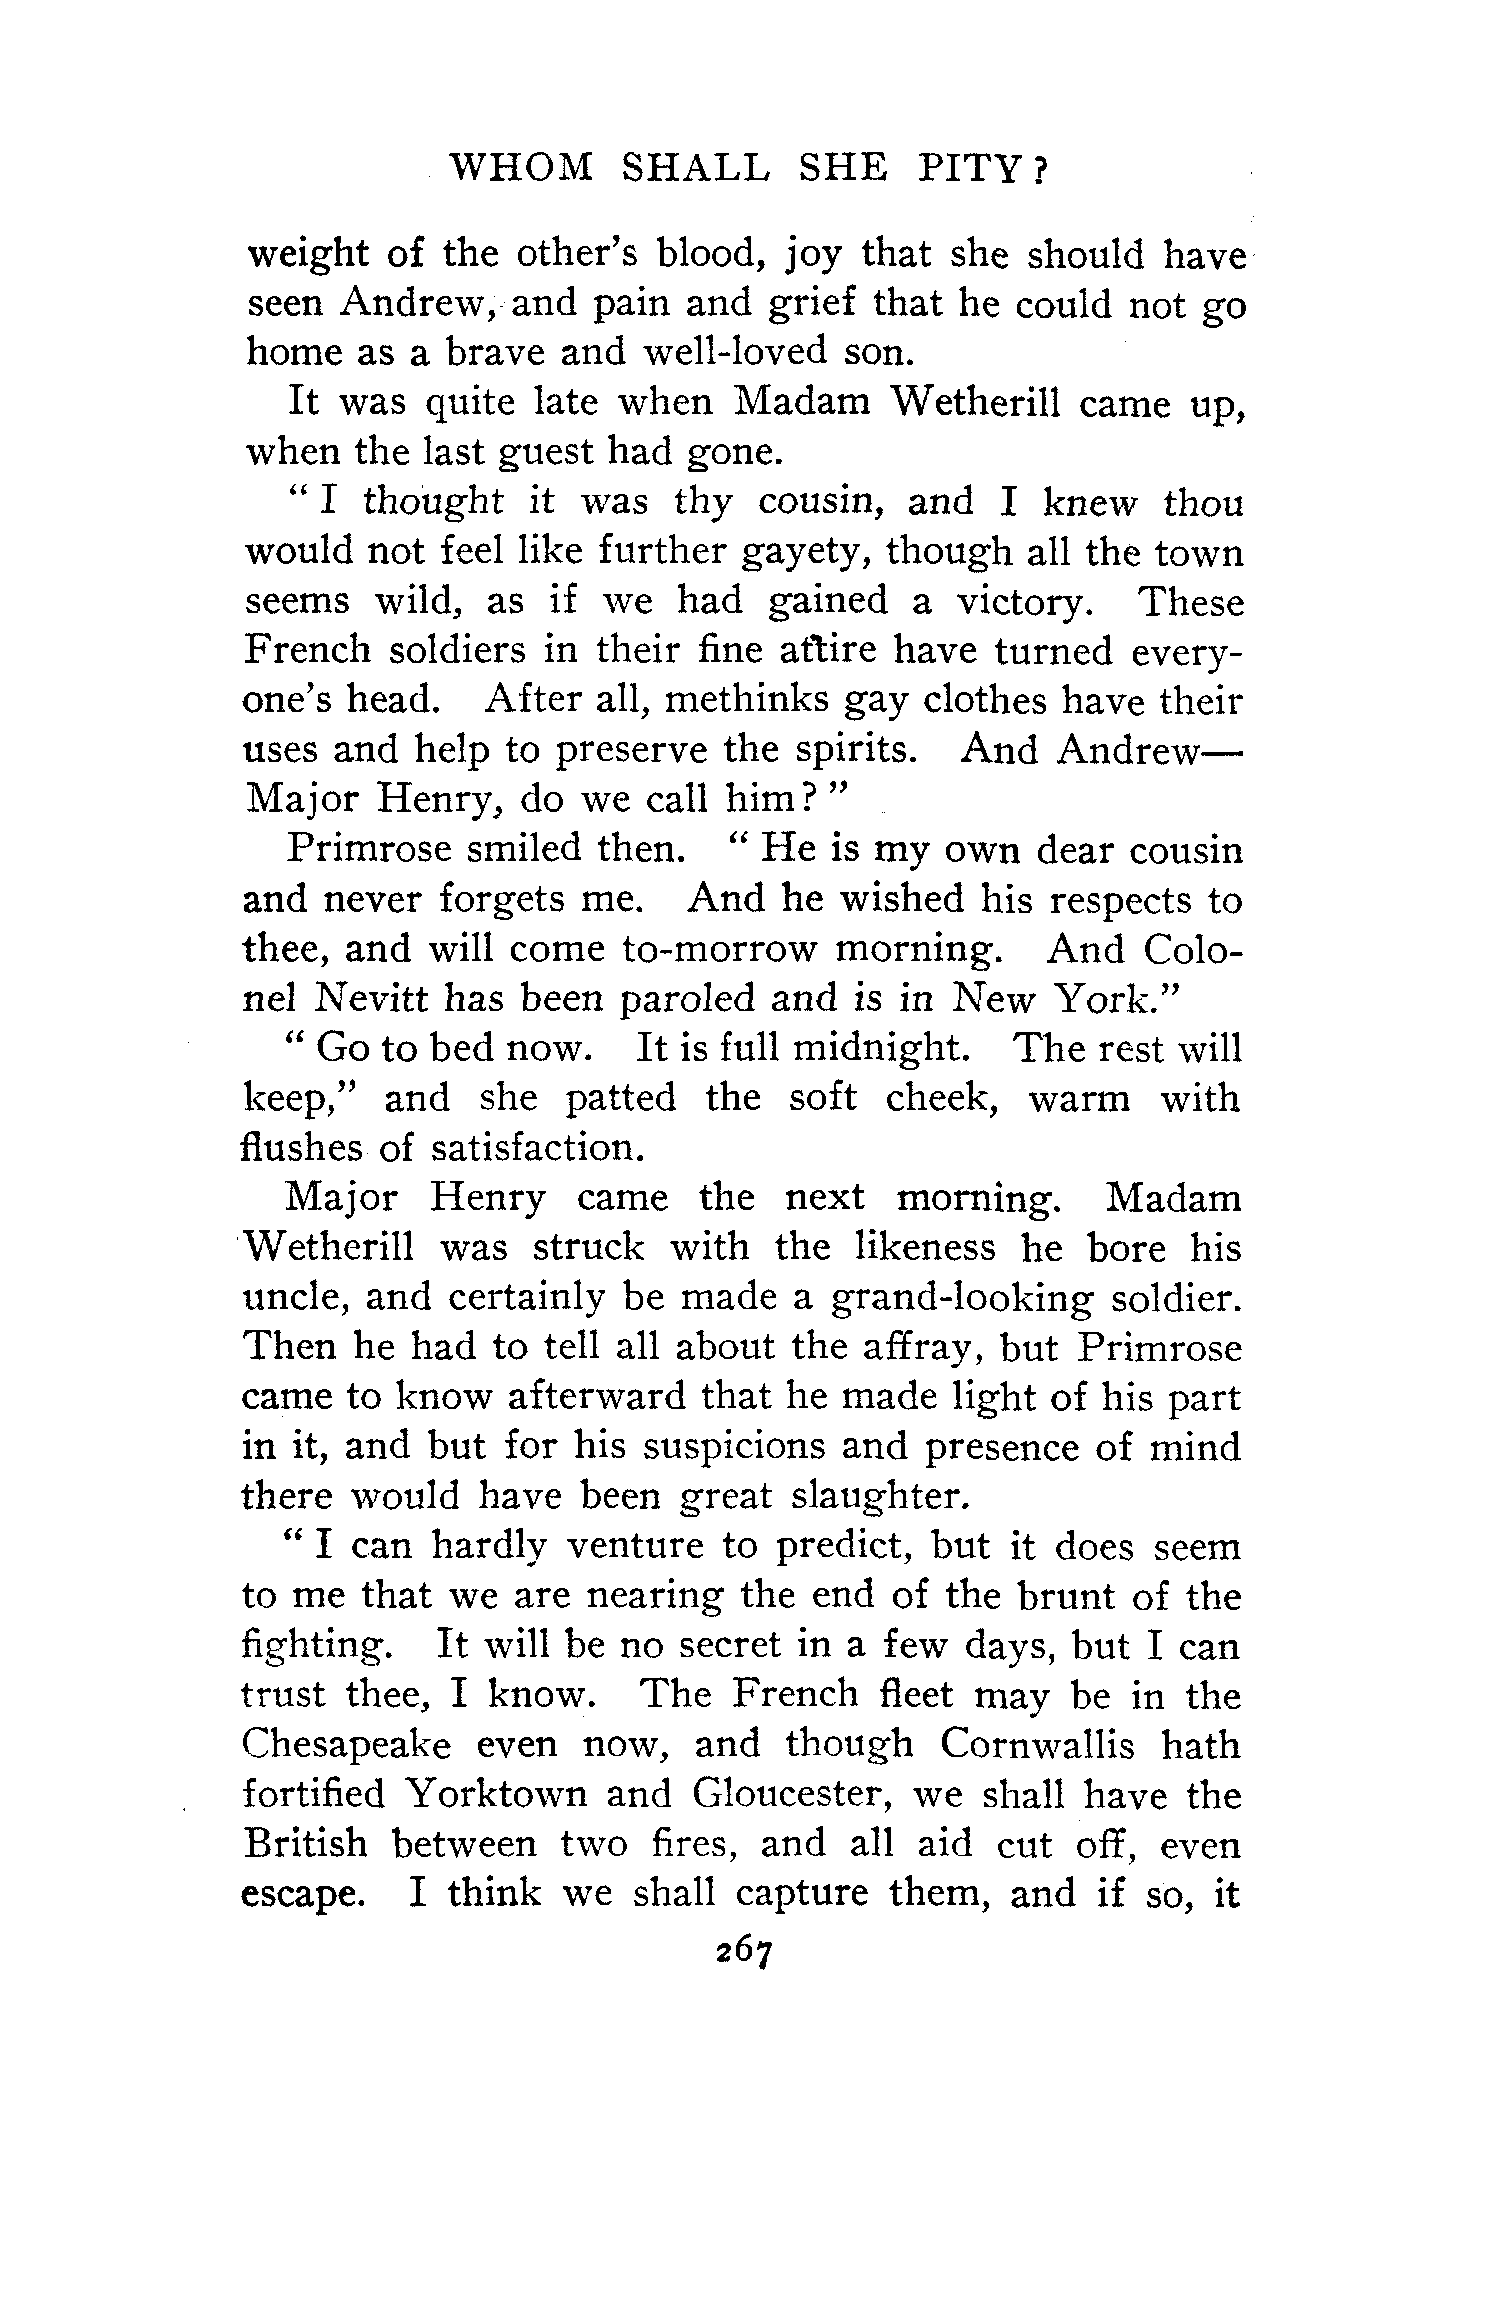 WHOM SHALL SHE PITY?
weight of the other's blood, joy that she should have
seen Andrew, and pain and grief that he could not go
home as a brave and well-loved son.
It was quite late when Madam Wetherill came up,
when the last guest had gone.
" I thought it was thy cousin, and I knew thou
would not feel like further gayety, though all the town
seems wild, as if we had gained a victory. These
French soldiers in their fine attire have turned every-
one's head. After all, methinks gay clothes have their
uses and help to preserve the spirits. And Andrew—
Major Henry, do we call him? "
Primrose smiled then. " He is my own dear cousin
and never forgets me. And he wished his respects to
thee, and will come to-morrow morning. And Colo-
nel Nevitt has been paroled and is in New York."
" Go to bed now. It is full midnight. The rest will
keep," and she patted the soft cheek, warm with
flushes of satisfaction.
Major Henry came the next morning. Madam
Wetherill was struck with the likeness he bore his
uncle, and certainly be made a grand-looking soldier.
Then he had to tell all about the affray, but Primrose
came to know afterward that he made light of his part
in it, and but for his suspicions and presence of mind
there would have been great slaughter.
" I can hardly venture to predict, but it does seem
to me that we are nearing the end of the brunt of the
fighting. It will be no secret in a few days, but I can
trust thee, I know. The French fleet may be in the
Chesapeake even now, and though Cornwallis hath
fortified Yorktown and Gloucester, we shall have the
British between two fires, and all aid cut off, even
escape. I think we shall capture them, and if so, it
267